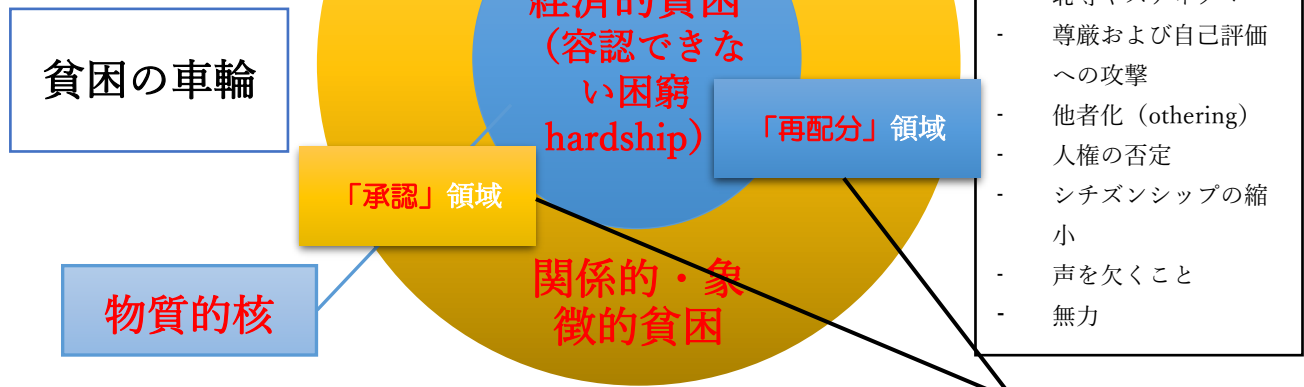 貧困の車輪
経済的貧困
（容認できな
い困窮
hardship）
「再配分」領域
「承認」領域
物質的核
関係的・象
徴的貧困
- 尊厳および自己評価
への攻撃
- 他者化（othering）
- 人権の否定
- シチズンシップの縮
小
- 声を欠くこと
- 無力